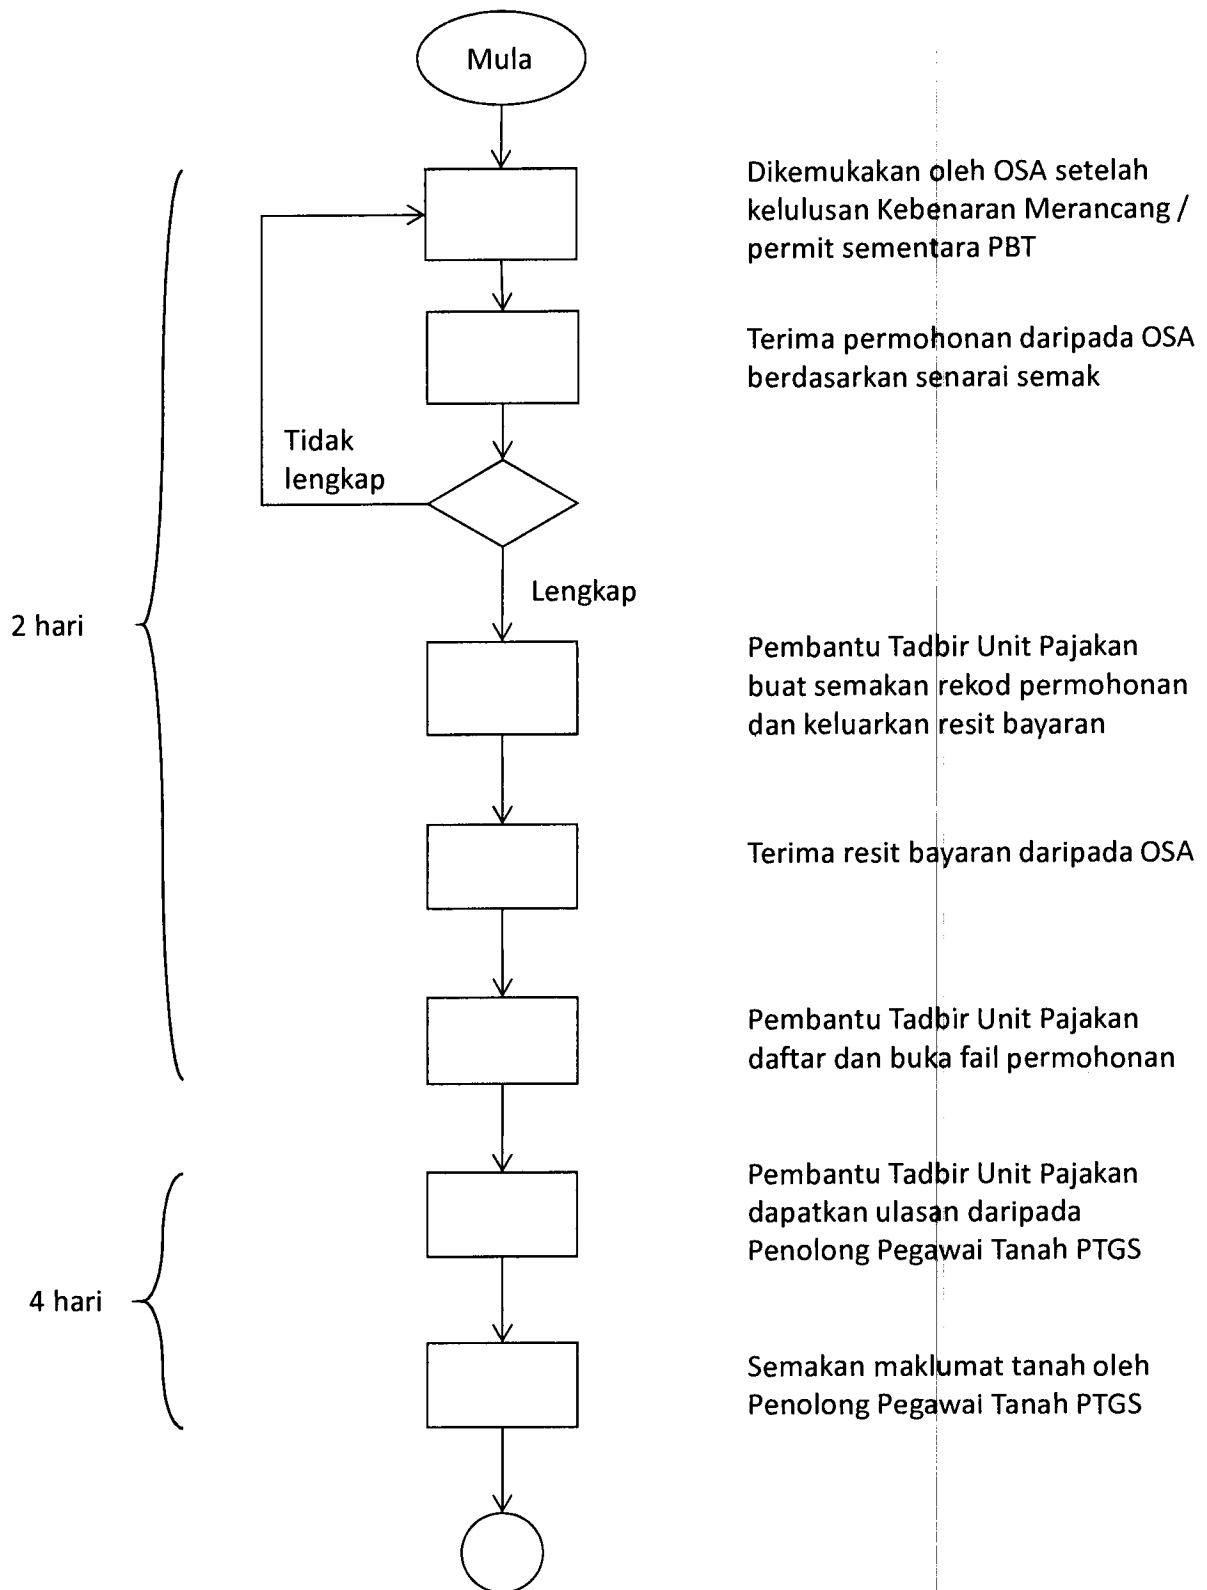 Mula
Dikemukakan oleh OSA setelah
kelulusan Kebenaran Merancang /
permit sementara PBT
Terima permohonan daripada OSA
berdasarkan senarai semak
Tidak
lengkap
Lengkap
2 hari
Pembantu Tadbir Unit Pajakan
buat semakan rekod permohonan
dan keluarkan resit bayaran
Terima resit bayaran daripada OSA
Pembantu Tadbir Unit Pajakan
daftar dan buka fail permohonan
Pembantu Tadbir Unit Pajakan
dapatkan ulasan daripada
Penolong Pegawai Tanah PTGS
4 hari
Semakan maklumat tanah oleh
Penolong Pegawai Tanah PTGS